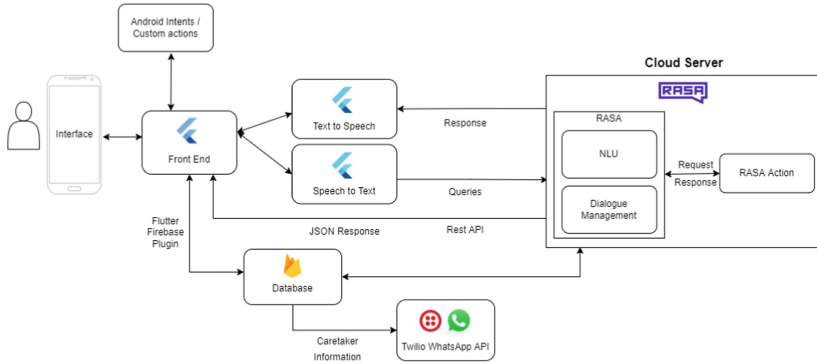 Android Intents /
Custom actions
Cloud Server
RASA
Interface
Front End
Text to Speech
Response
RASA
NLU
Request
Response
RASA Action
Speech to Text
Queries
Dialogue
Management
Flutter
Firebase
Plugin
JSON Response
Rest API
Database
Caretaker
Information
Twilio WhatsApp API